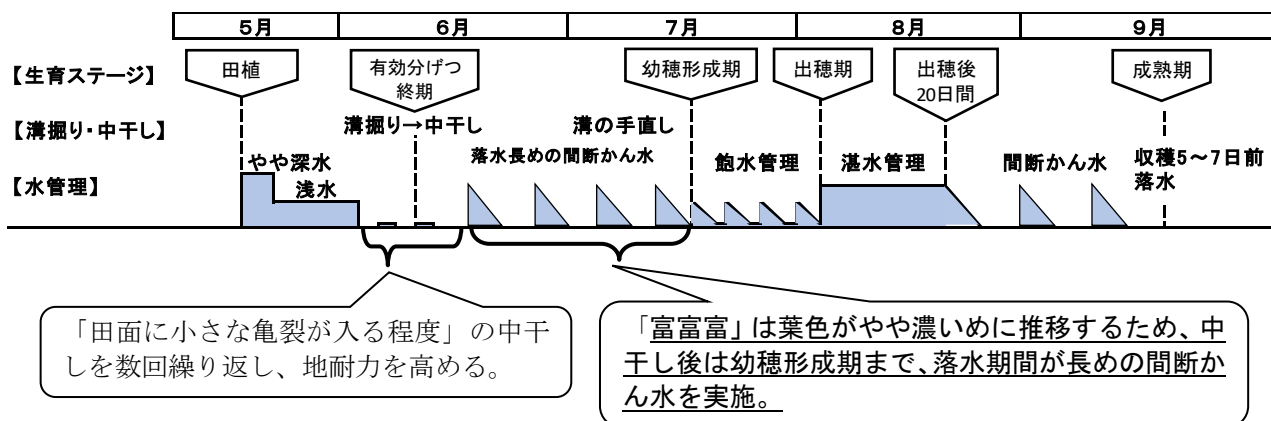 5月 6月 7月 8月 9月
【生育ステージ】 田植 有効分げつ 幼穂形成期 出穂期 出穂後 成熟期
終期 20日間
【溝掘り・中干し】 溝掘り→中干し 溝の手直し
【水管理】 やや深水 浅水 落水長めの間断かん水 飽水管理 湛水管理 間断かん水 収穫5～7日前
落水
「田面に小さな亀裂が入る程度」の中干
しを数回繰り返し、地耐力を高める。
「富富富」は葉色がやや濃いめに推移するため、中
干し後は幼穂形成期まで、落水期間が長めの間断か
ん水を実施。